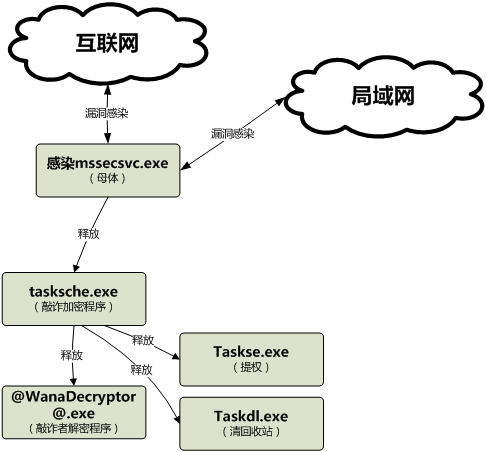 互联网
局域网
漏洞感染
漏洞感染
感染mssecsvc.exe
（母体）
释放
tasksche.exe
（敲诈加密程序）
释放
Taskse.exe
（提权）
释放
释放
@WanaDecryptor
@.exe
（敲诈者解密程序）
Taskdl.exe
（清回收站）